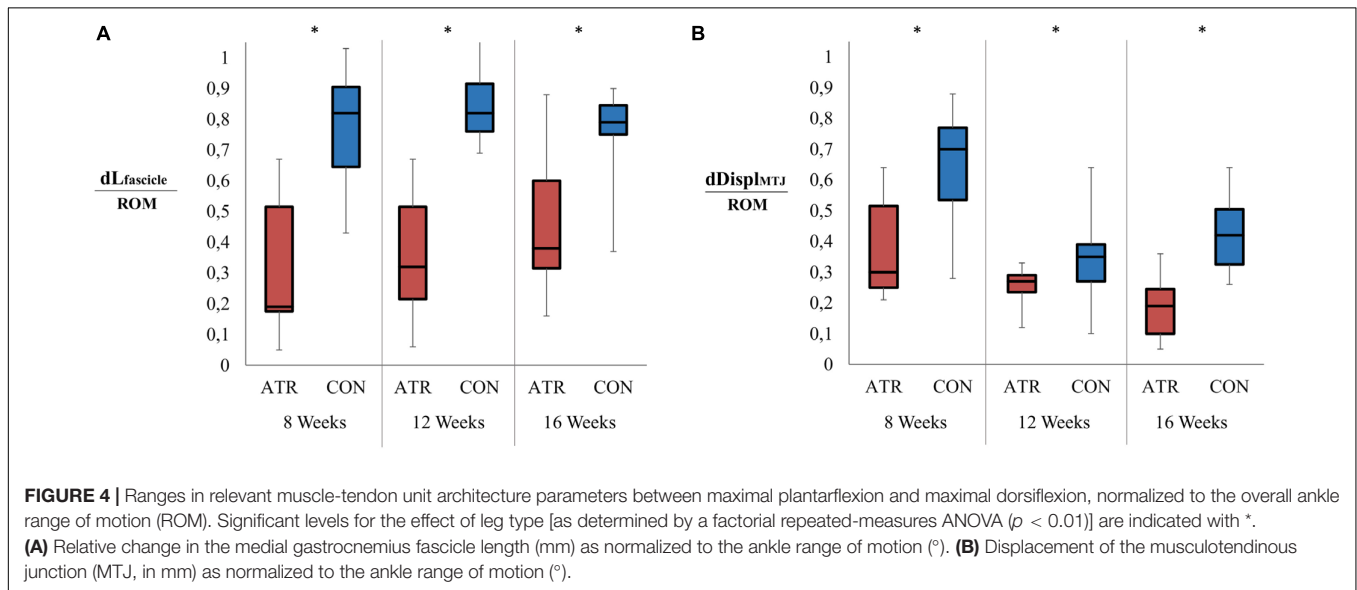 A
* * *
1
0,9
0,8
0,7
0,6
0,5
0,4
0,3
0,2
0,1
0
dLfascicle
ROM
ATR CON ATR CON ATR CON
8 Weeks 12 Weeks 16 Weeks
B
* * *
1
0,9
0,8
0,7
0,6
0,5
0,4
0,3
0,2
0,1
0
dDisplMTJ
ROM
ATR CON ATR CON ATR CON
8 Weeks 12 Weeks 16 Weeks
FIGURE 4 | Ranges in relevant muscle-tendon unit architecture parameters between maximal plantarflexion and maximal dorsiflexion, normalized to the overall ankle
range of motion (ROM). Significant levels for the effect of leg type [as determined by a factorial repeated-measures ANOVA (p < 0.01)] are indicated with *.
(A) Relative change in the medial gastrocnemius fascicle length (mm) as normalized to the ankle range of motion (°). (B) Displacement of the musculotendinous
junction (MTJ, in mm) as normalized to the ankle range of motion (°).